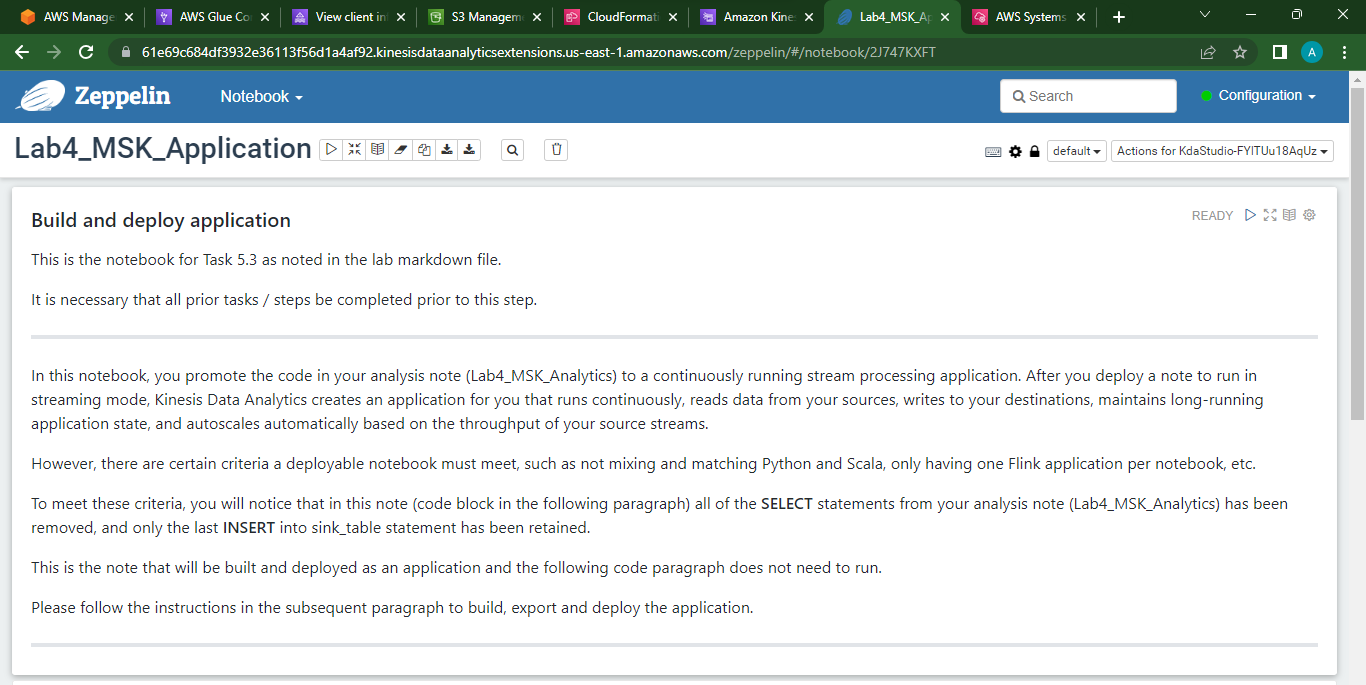 AWS Manage
AWS Glue Co
View client in
S3 Managem
CloudFormati
Amazon Kine
Lab4_MSK_Ap
AWS Systems
61e69c684df3932e36113f56d1a4af92.kinesisdataanalyticsextensions.us-east-1.amazonaws.com/zeppelin/#/notebook/2J747KXFT
A
Zeppelin
Notebook
Search
Configuration
Lab4_MSK_Application
default
Actions for KdaStudio-FYITUu18AqUz
Build and deploy application
READY
This is the notebook for Task 5.3 as noted in the lab markdown file.
It is necessary that all prior tasks / steps be completed prior to this step.
In this notebook, you promote the code in your analysis note (Lab4_MSK_Analytics) to a continuously running stream processing application. After you deploy a note to run in
streaming mode, Kinesis Data Analytics creates an application for you that runs continuously, reads data from your sources, writes to your destinations, maintains long-running
application state, and autoscales automatically based on the throughput of your source streams.
However, there are certain criteria a deployable notebook must meet, such as not mixing and matching Python and Scala, only having one Flink application per notebook, etc.
To meet these criteria, you will notice that in this note (code block in the following paragraph) all of the SELECT statements from your analysis note (Lab4_MSK_Analytics) has been
removed, and only the last INSERT into sink_table statement has been retained.
This is the note that will be built and deployed as an application and the following code paragraph does not need to run.
Please follow the instructions in the subsequent paragraph to build, export and deploy the application.